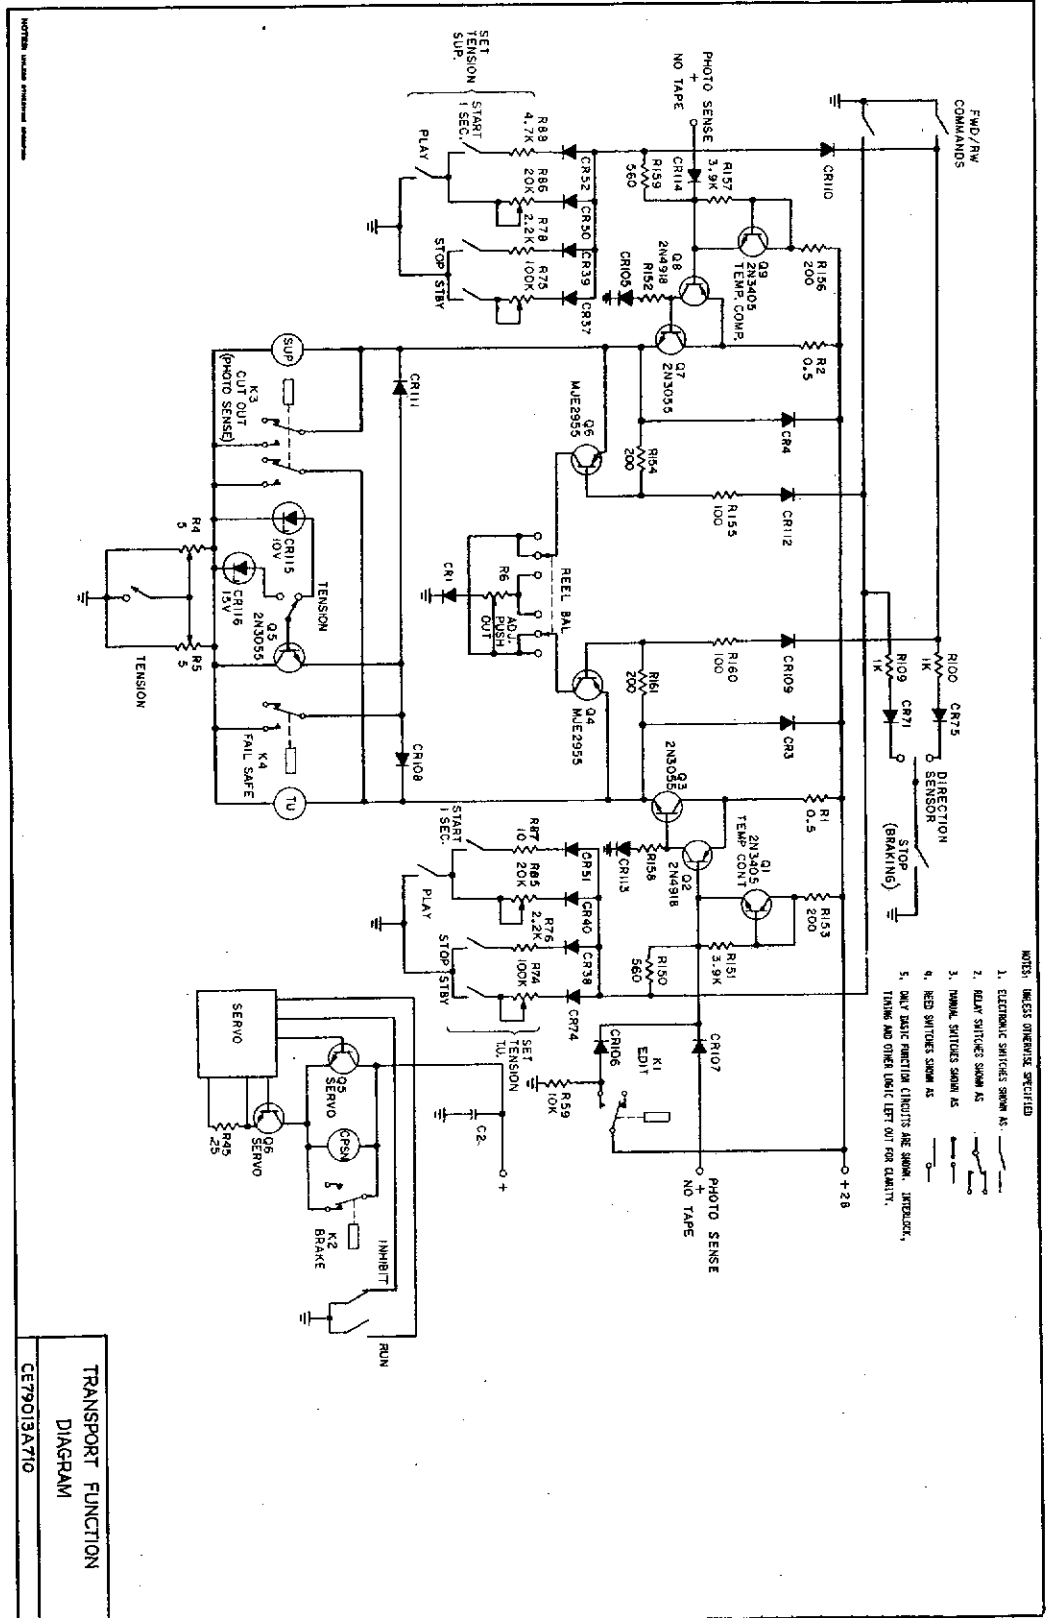 NOTES: UNLESS OTHERWISE SPECIFIED
1. ELECTRONIC SWITCHES SHOWN AS
2. RELAY SWITCHES SHOWN AS
3. MANUAL SWITCHES SHOWN AS
4. REED SWITCHES SHOWN AS
5. ONLY BASIC FUNCTION CIRCUITS ARE SHOWN. INTERLOCK,
TIMING AND OTHER LOGIC LEFT OUT FOR CLARITY.
FWD/RW
COMMANDS
R100
1K
CR75
R109
1K
CR71
DIRECTION
SENSOR
STOP
(BRAKING)
CR110
R156
200
R2
0.5
CR4
CR112
CR109
CR3
R1
0.5
R153
200
+28
PHOTO SENSE
+
NO TAPE
CR114
R157
3.9K
R159
560
Q9
2N3405
TEMP. COMP.
Q8
2N4918
R152
CR105
Q7
2N3055
R154
200
R155
100
Q6
MJE2955
R160
100
R161
200
Q4
MJE2955
Q3
2N3055
Q1
2N3405
TEMP CONT
Q2
2N4918
R158
CR113
R151
3.9K
R150
560
CR107
PHOTO SENSE
+
NO TAPE
K1
EDIT
CR106
R59
10K
SET
TENSION
SUP.
START
1 SEC.
PLAY
R89
4.7K
R86
20K
R78
2.2K
R75
100K
CR52
CR50
CR39
CR37
STOP
STBY
REEL BAL
R6
ADJ.
PUSH
OUT
CR1
CR111
CR108
START
1 SEC.
PLAY
R87
10
R85
20K
R76
2.2K
R74
100K
CR51
CR40
CR38
CR74
STOP
STBY
SET
TENSION
T.U.
SUP
K3
CUT OUT
(PHOTO SENSE)
CR115
10V
CR116
15V
TENSION
Q5
2N3055
K4
FAIL SAFE
TU
R4
5
R5
5
TENSION
SERVO
Q5
SERVO
Q6
SERVO
R45
.25
CPSN
C2
+
K2
BRAKE
INHIBIT
RUN
TRANSPORT FUNCTION
DIAGRAM
CE79013A710